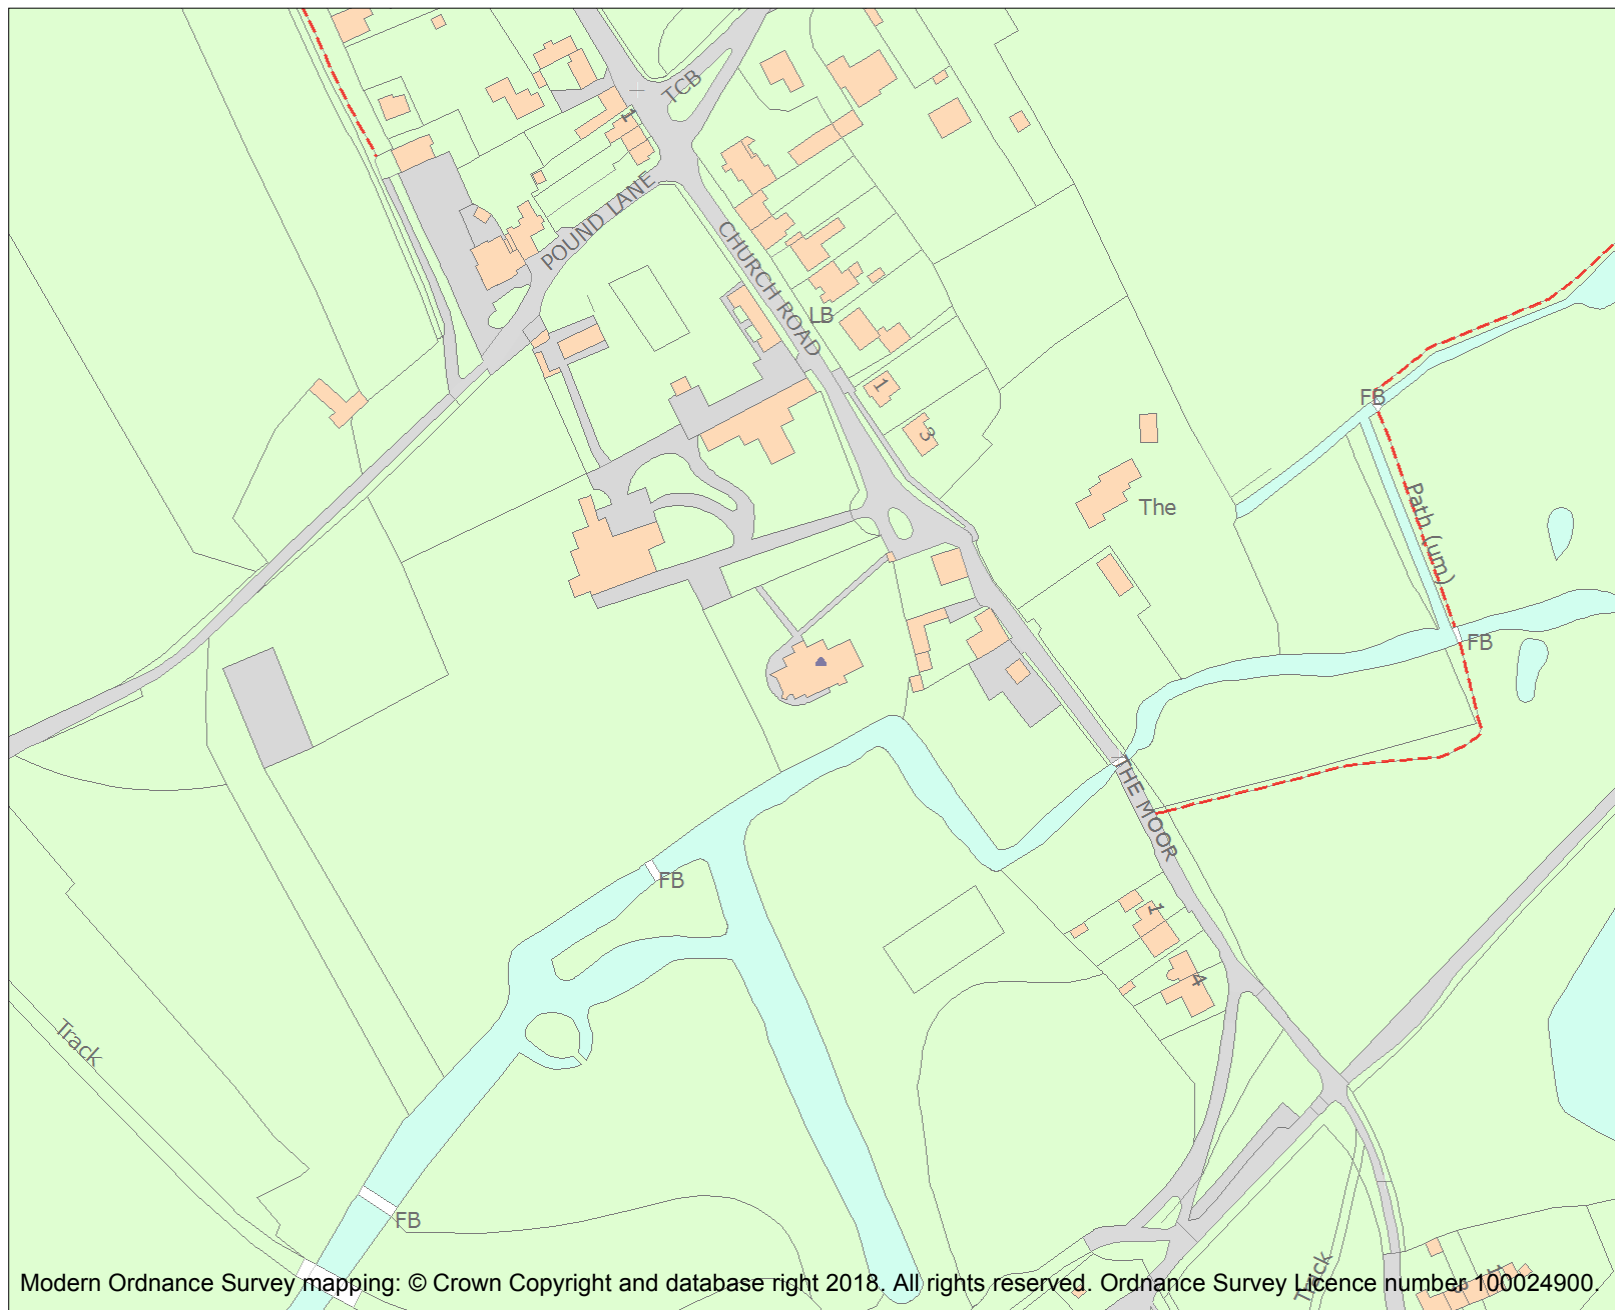 TCB
1
POUND LANE
CHURCH ROAD
LB
1
3
The
FB
Path (um)
FB
THE MOOR
FB
1
4
Track
FB
Track
Modern Ordnance Survey mapping: © Crown Copyright and database right 2018. All rights reserved. Ordnance Survey Licence number 100024900.